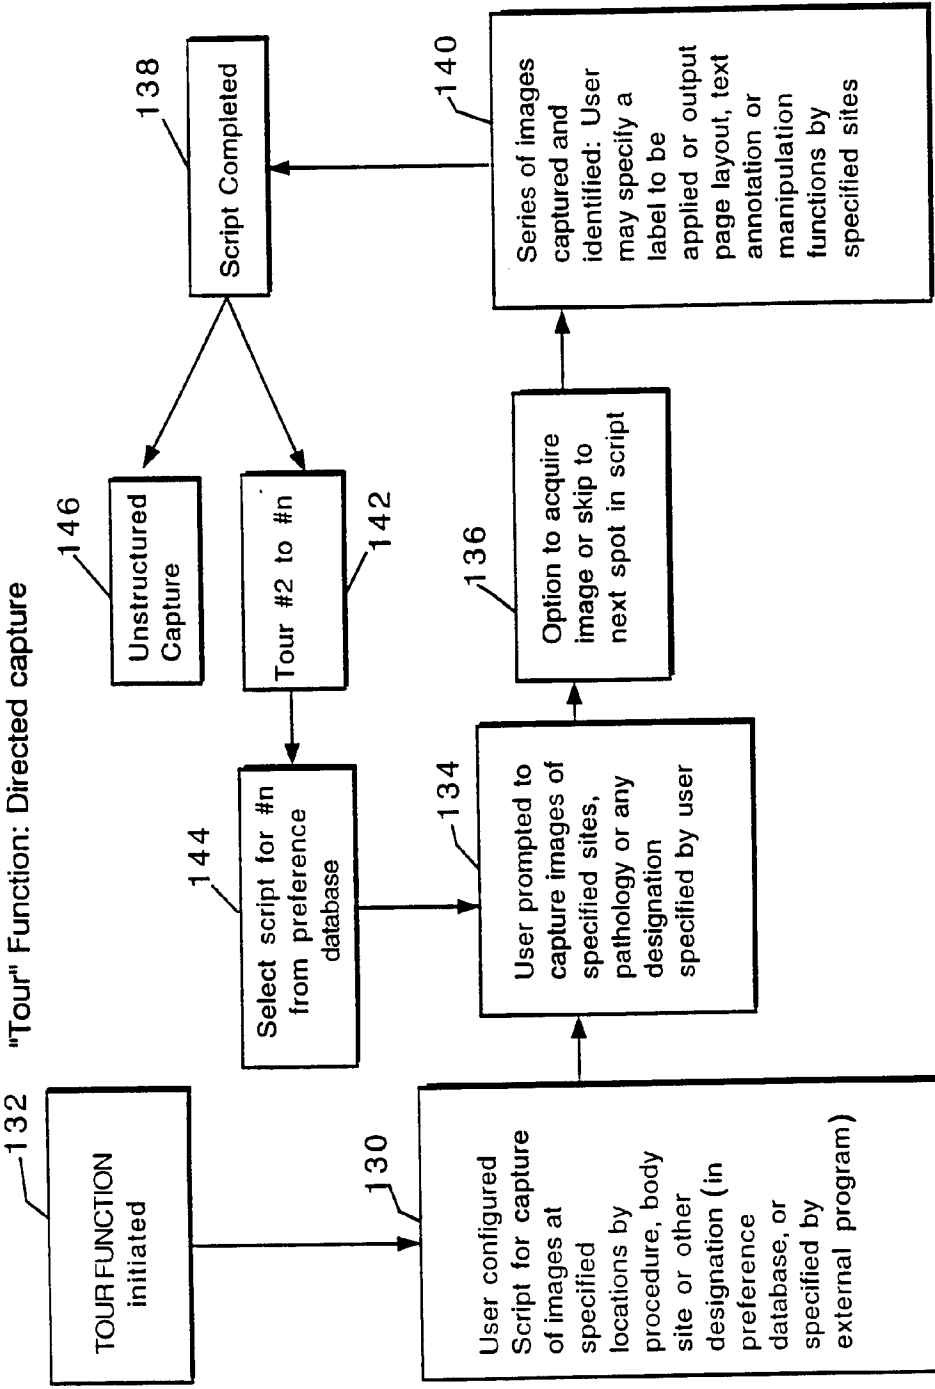 "Tour" Function: Directed capture
132
TOUR FUNCTION
initiated
130
User configured
Script for capture
of images at
specified
locations by
procedure, body
site or other
designation (in
preference
database, or
specified by
external program)
144
Select script for #n
from preference
database
134
User prompted to
capture images of
specified sites,
pathology or any
designation
specified by user
146
Unstructured
Capture
Tour #2 to #n
142
136
Option to acquire
image or skip to
next spot in script
138
Script Completed
140
Series of images
captured and
identified: User
may specify a
label to be
applied or output
page layout, text
annotation or
manipulation
functions by
specified sites